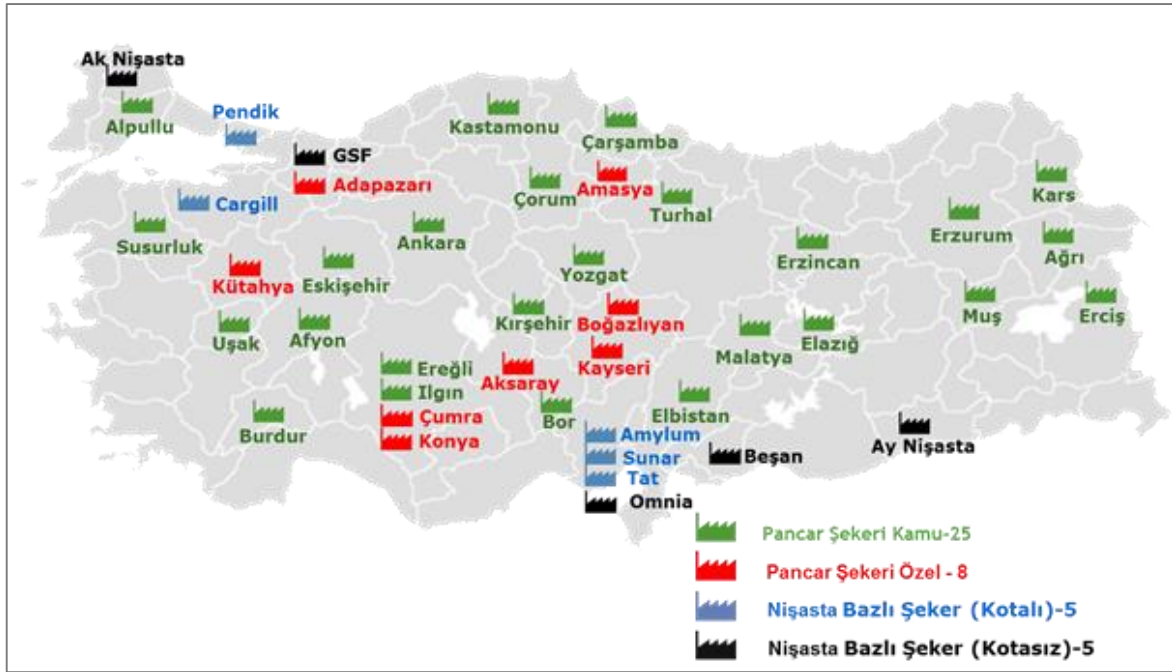 Ak Nişasta
Alpullu
Pendik
GSF
Adapazarı
Cargill
Susurluk
Kastamonu
Çarşamba
Çorum
Amasya
Turhal
Kars
Erzurum
Ağrı
Ankara
Erzincan
Kütahya
Eskişehir
Yozgat
Uşak
Afyon
Kırşehir
Boğazlıyan
Malatya
Elazığ
Muş
Erciş
Ereğli
Ilgın
Çumra
Konya
Aksaray
Kayseri
Bor
Elbistan
Burdur
Amylum
Sunar
Tat
Omnia
Beşan
Ay Nişasta
Pancar Şekeri Kamu-25
Pancar Şekeri Özel - 8
Nişasta Bazlı Şeker (Kotalı)-5
Nişasta Bazlı Şeker (Kotasız)-5